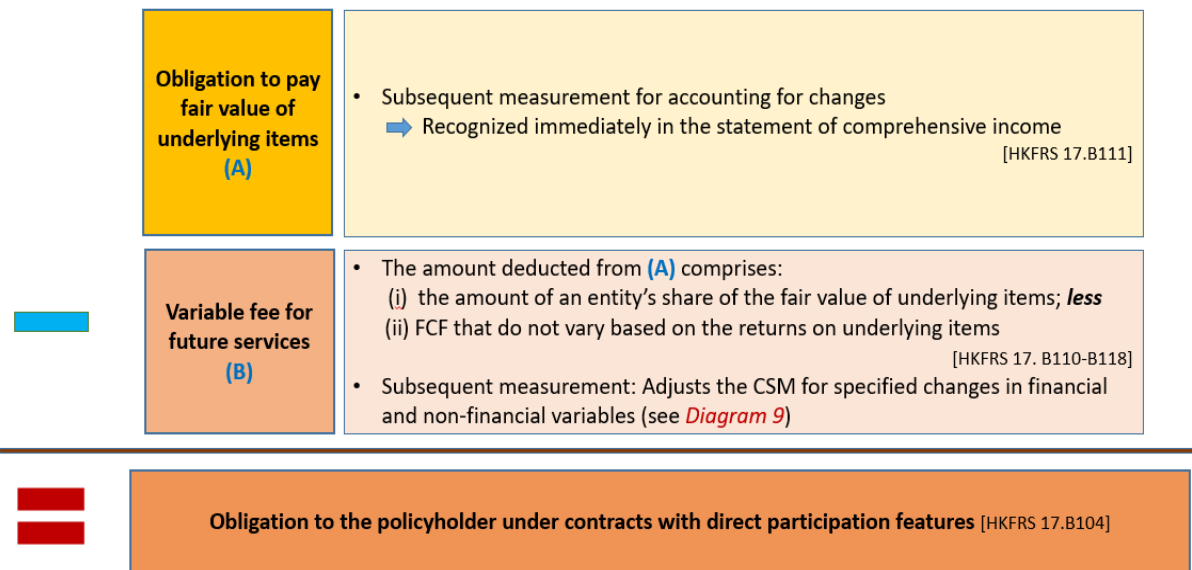 Obligation to pay
fair value of
underlying items
(A)
• Subsequent measurement for accounting for changes
Recognized immediately in the statement of comprehensive income
[HKFRS 17.B111]
Variable fee for
future services
(B)
• The amount deducted from (A) comprises:
(i) the amount of an entity’s share of the fair value of underlying items; less
(ii) FCF that do not vary based on the returns on underlying items
[HKFRS 17. B110-B118]
• Subsequent measurement: Adjusts the CSM for specified changes in financial
and non-financial variables (see Diagram 9)
Obligation to the policyholder under contracts with direct participation features [HKFRS 17.B104]